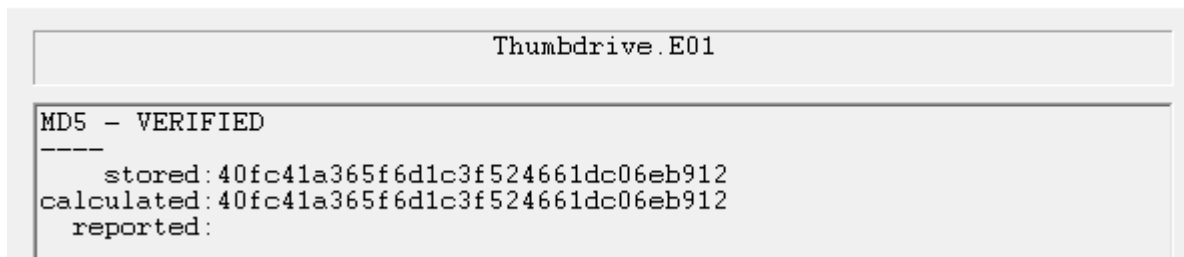 Thumbdrive.E01
MD5 - VERIFIED
----
stored:40fc41a365f6d1c3f524661dc06eb912
calculated:40fc41a365f6d1c3f524661dc06eb912
reported: